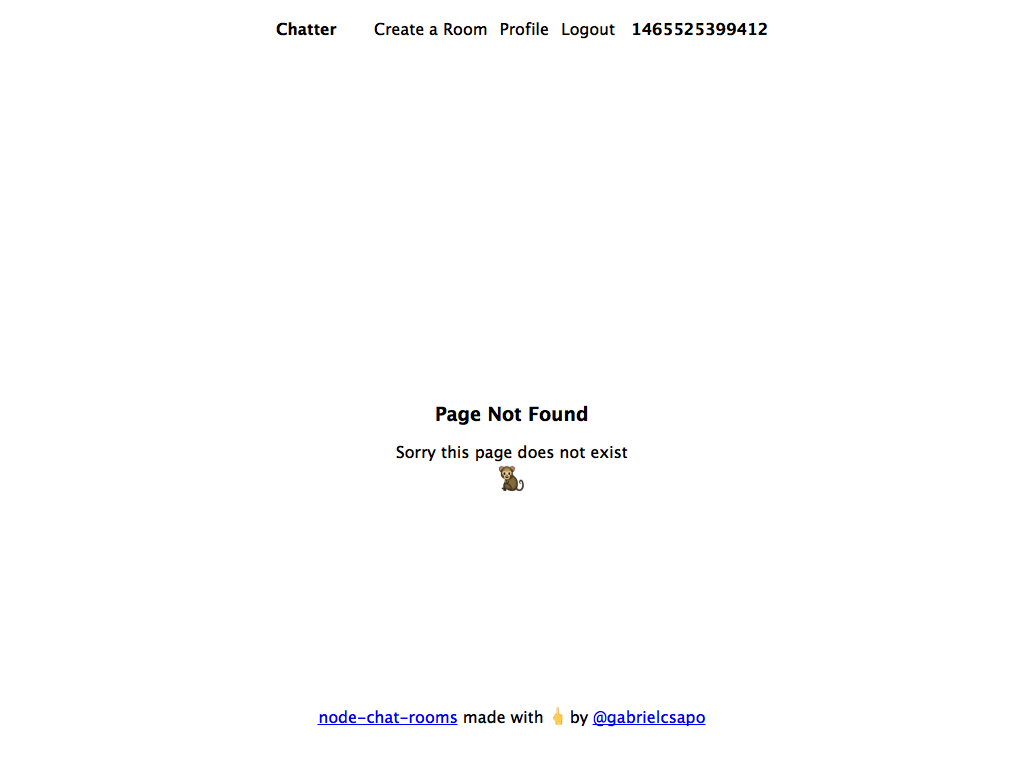 Chatter Create a Room Profile Logout 1465525399412
Page Not Found
Sorry this page does not exist
node-chat-rooms made with 🖕 by @gabrielcsapo